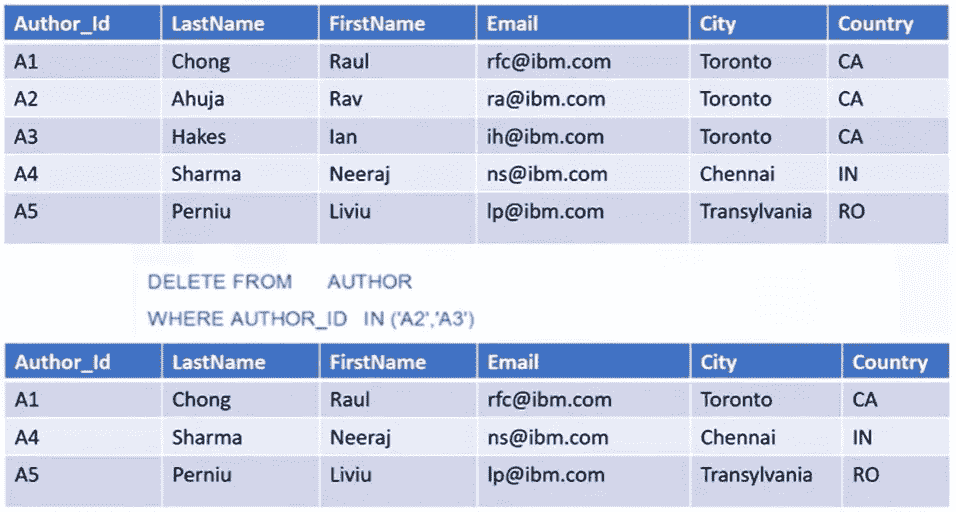 Author_Id LastName FirstName Email City Country
A1 Chong Raul rfc@ibm.com Toronto CA
A2 Ahuja Rav ra@ibm.com Toronto CA
A3 Hakes Ian ih@ibm.com Toronto CA
A4 Sharma Neeraj ns@ibm.com Chennai IN
A5 Perniu Liviu lp@ibm.com Transylvania RO
DELETE FROM AUTHOR
WHERE AUTHOR_ID IN ('A2','A3')
Author_Id LastName FirstName Email City Country
A1 Chong Raul rfc@ibm.com Toronto CA
A4 Sharma Neeraj ns@ibm.com Chennai IN
A5 Perniu Liviu lp@ibm.com Transylvania RO